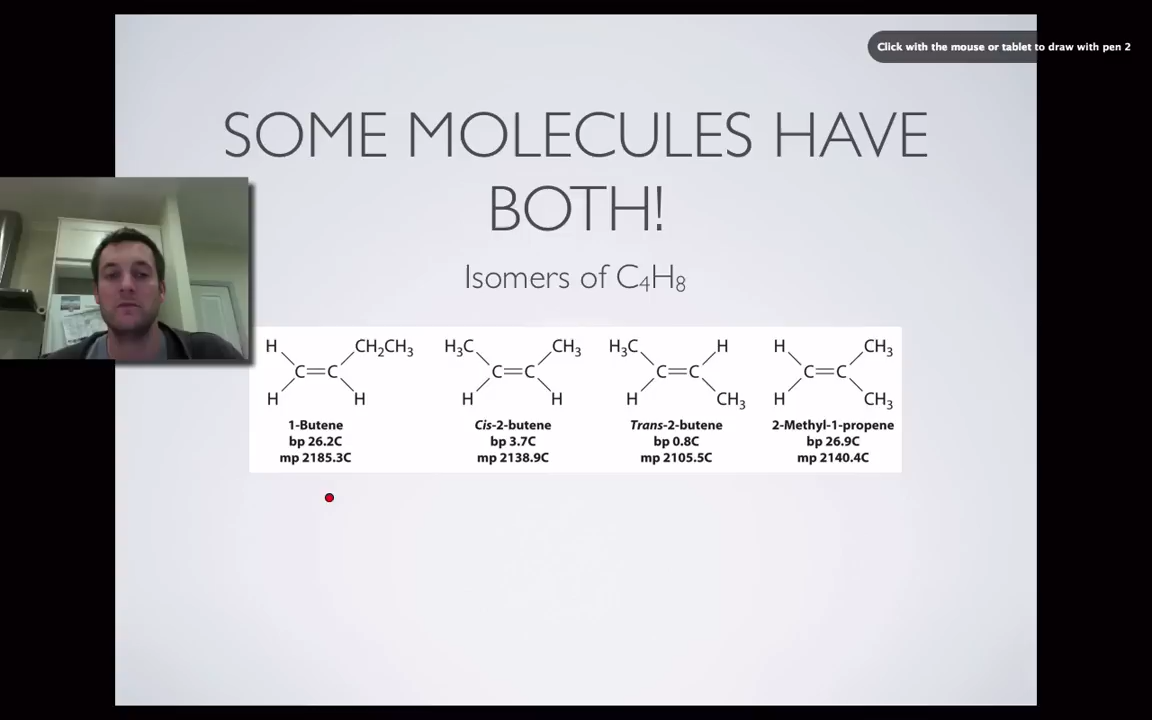 Click with the mouse or tablet to draw with pen 2
SOME MOLECULES HAVE
BOTH!
Isomers of C₄H₈
H CH₂CH₃ H₃C CH₃ H₃C H H CH₃
C=C C=C C=C C=C
H H H H H CH₃ H CH₃
1-Butene Cis-2-butene Trans-2-butene 2-Methyl-1-propene
bp 26.2C bp 3.7C bp 0.8C bp 26.9C
mp 2185.3C mp 2138.9C mp 2105.5C mp 2140.4C